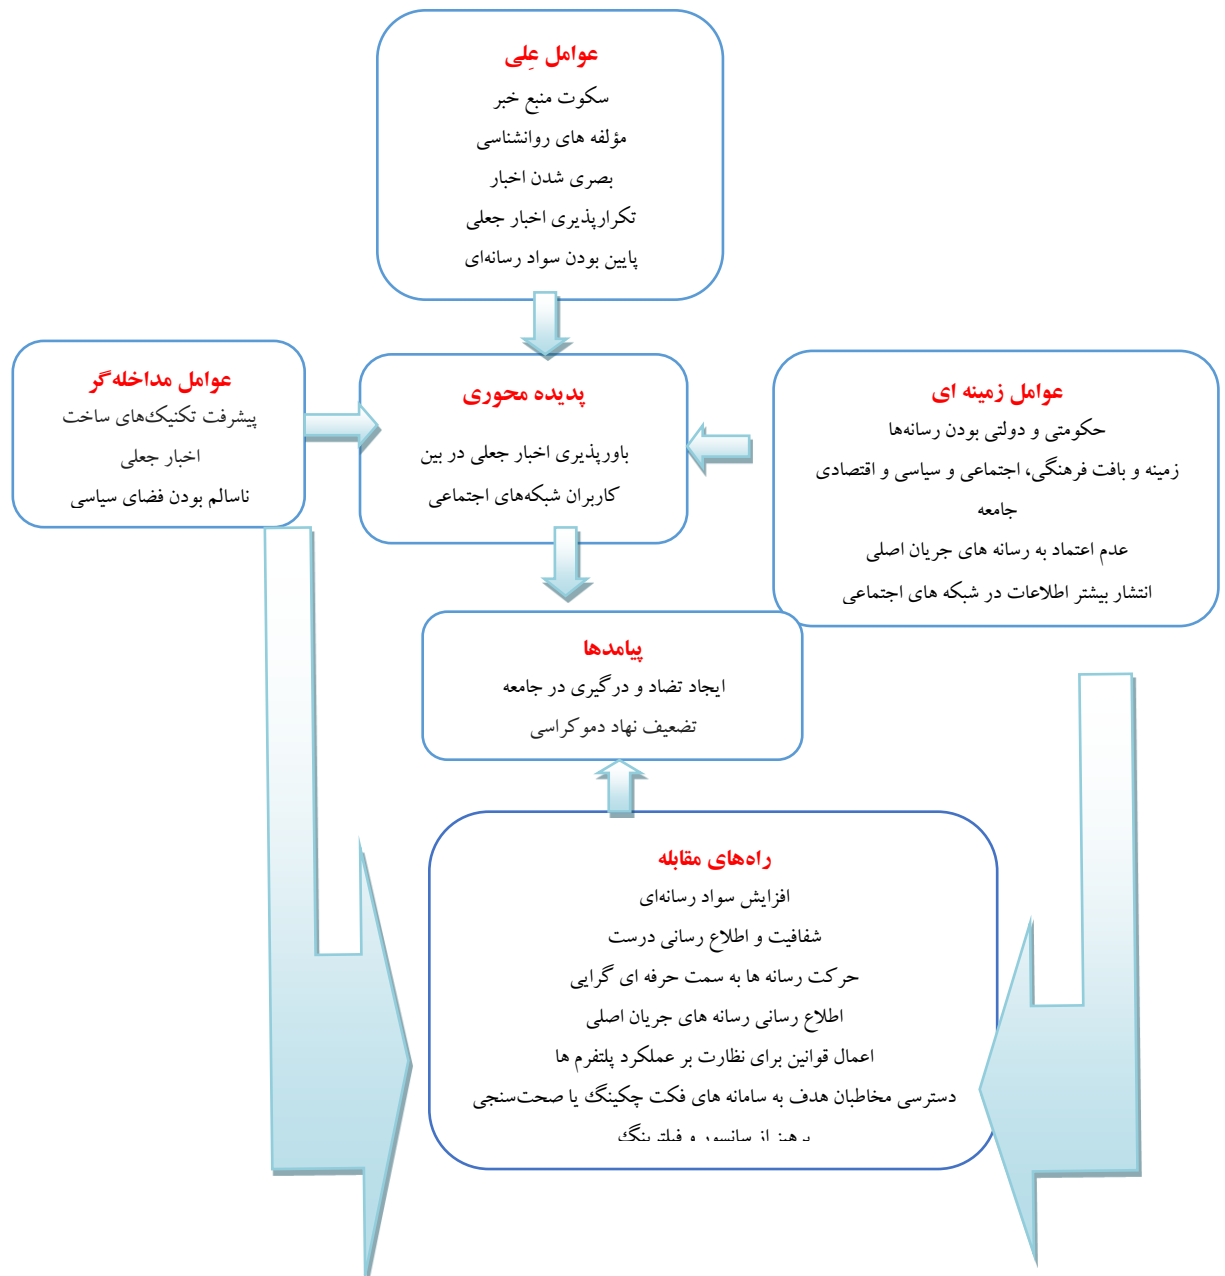 عوامل عِلی
سکوت منبع خبر
مؤلفه های روانشناسی
بصری شدن اخبار
تکرارپذیری اخبار جعلی
پایین بودن سواد رسانه‌ای
عوامل زمینه ای
حکومتی و دولتی بودن رسانه‌ها
زمینه و بافت فرهنگی، اجتماعی و سیاسی و اقتصادی
جامعه
عدم اعتماد به رسانه های جریان اصلی
انتشار بیشتر اطلاعات در شبکه های اجتماعی
پدیده محوری
باورپذیری اخبار جعلی در بین
کاربران شبکه‌های اجتماعی
عوامل مداخله‌گر
پیشرفت تکنیک‌های ساخت
اخبار جعلی
ناسالم بودن فضای سیاسی
پیامدها
ایجاد تضاد و درگیری در جامعه
تضعیف نهاد دموکراسی
راه‌های مقابله
افزایش سواد رسانه‌ای
شفافیت و اطلاع رسانی درست
حرکت رسانه ها به سمت حرفه ای گرایی
اطلاع رسانی رسانه های جریان اصلی
اعمال قوانین برای نظارت بر عملکرد پلتفرم ها
دسترسی مخاطبان هدف به سامانه های فکت چکینگ یا صحت‌سنجی
پرهیز از سانسور و فیلترینگ